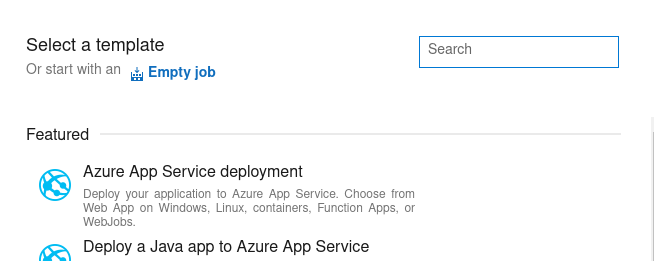 Select a template
Search
Or start with an Empty job
Featured
Azure App Service deployment
Deploy your application to Azure App Service. Choose from
Web App on Windows, Linux, containers, Function Apps, or
WebJobs.
Deploy a Java app to Azure App Service